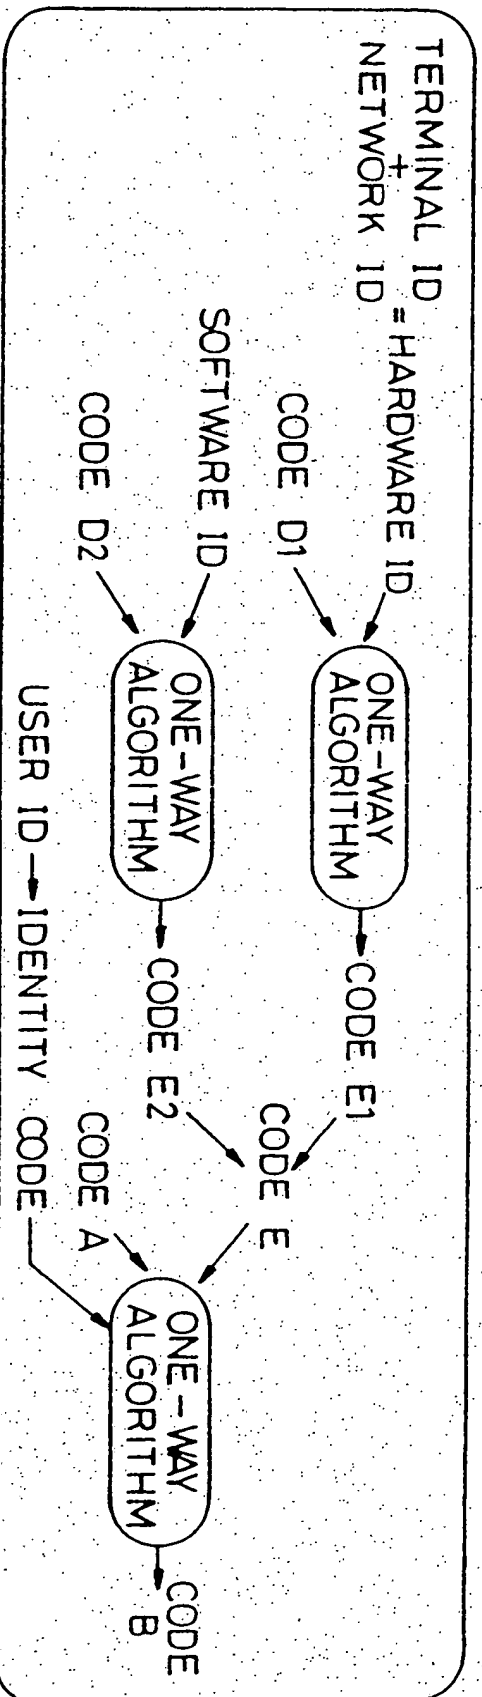 TERMINAL ID
+
NETWORK ID
= HARDWARE ID
CODE D1
ONE-WAY
ALGORITHM
CODE E1
SOFTWARE ID
CODE D2
ONE-WAY
ALGORITHM
CODE E2
CODE E
CODE A
USER ID → IDENTITY CODE
ONE-WAY
ALGORITHM
CODE
B